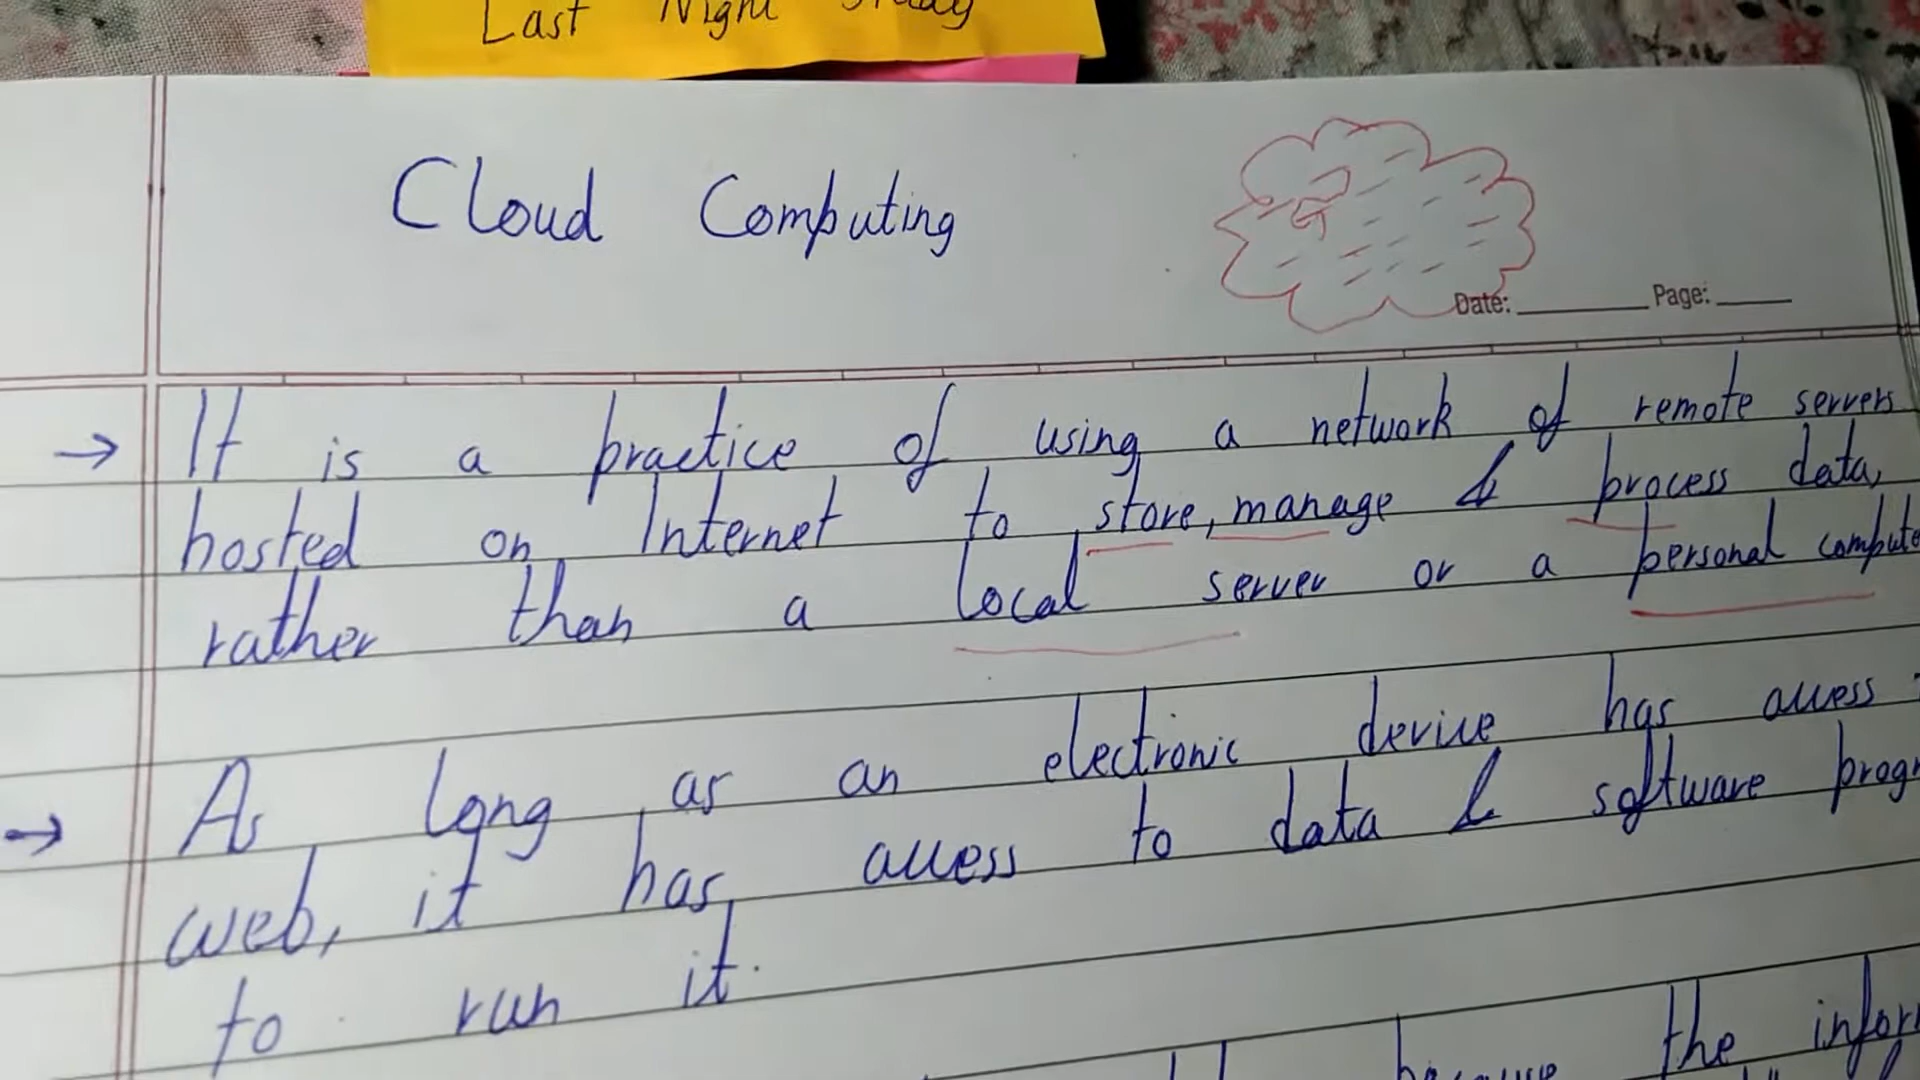 Last Night Study
Cloud Computing
Date: Page:
→ It is a practice of using a network of remote servers
hosted on Internet to store, manage & process data,
rather than a local server or a personal compute
→ As long as an electronic device has access
web, it has access to data & software progr
to run it.
because the infor